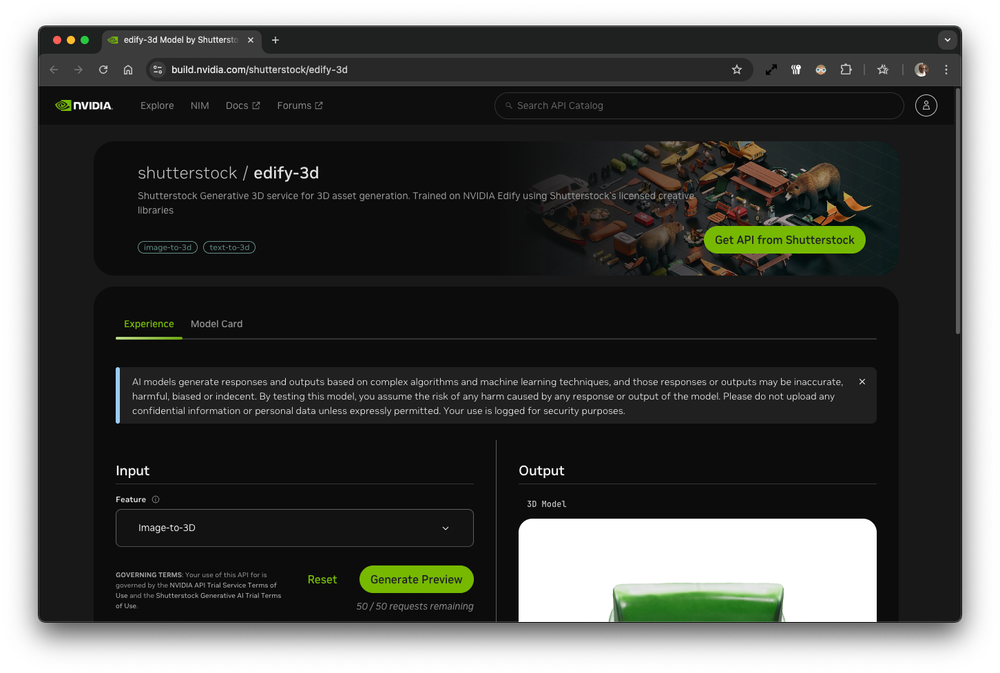 edify-3d Model by Shuttersto
build.nvidia.com/shutterstock/edify-3d
NVIDIA.
Explore NIM Docs Forums
Search API Catalog
shutterstock / edify-3d
Shutterstock Generative 3D service for 3D asset generation. Trained on NVIDIA Edify using Shutterstock's licensed creative
libraries
image-to-3d text-to-3d
Get API from Shutterstock
Experience Model Card
AI models generate responses and outputs based on complex algorithms and machine learning techniques, and those responses or outputs may be inaccurate,
harmful, biased or indecent. By testing this model, you assume the risk of any harm caused by any response or output of the model. Please do not upload any
confidential information or personal data unless expressly permitted. Your use is logged for security purposes.
Input
Feature
Image-to-3D
GOVERNING TERMS: Your use of this API for is
governed by the NVIDIA API Trial Service Terms of
Use and the Shutterstock Generative AI Trial Terms
of Use.
Reset
Generate Preview
50 / 50 requests remaining
Output
3D Model